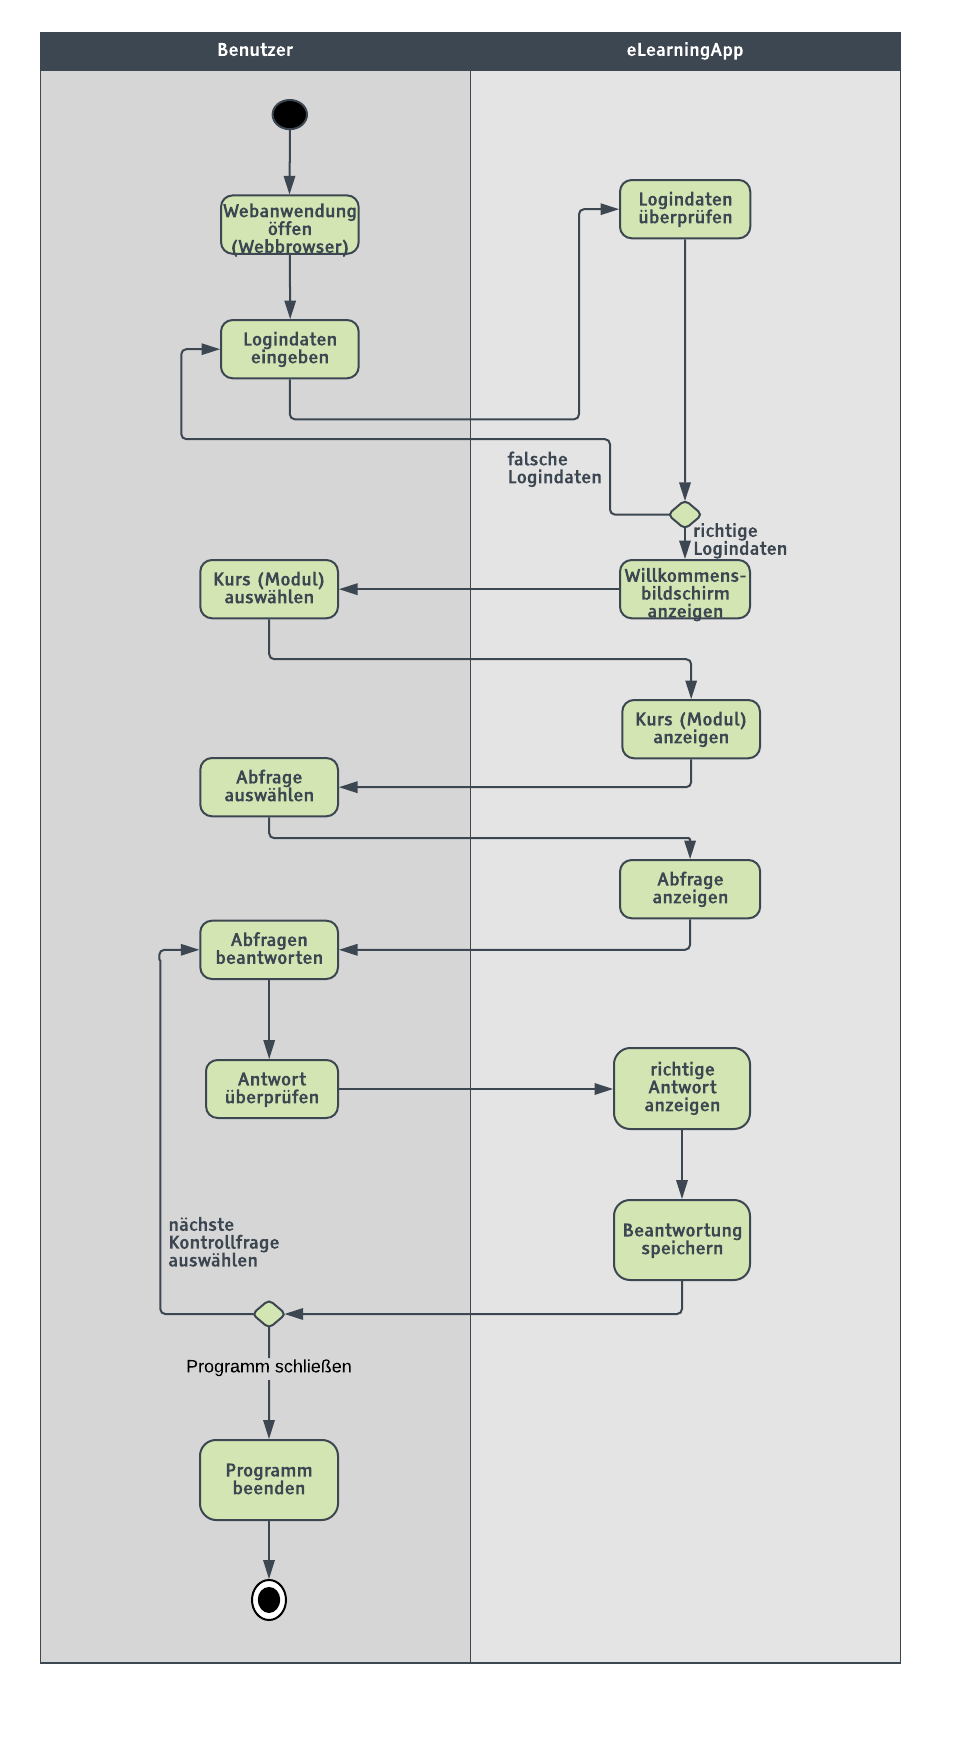 Benutzer
eLearningApp
Webanwendung
öffen
(Webbrowser)
Logindaten
überprüfen
Logindaten
eingeben
falsche
Logindaten
richtige
Logindaten
Kurs (Modul)
auswählen
Willkommens-
bildschirm
anzeigen
Kurs (Modul)
anzeigen
Abfrage
auswählen
Abfrage
anzeigen
Abfragen
beantworten
Antwort
überprüfen
richtige
Antwort
anzeigen
Beantwortung
speichern
nächste
Kontrollfrage
auswählen
Programm schließen
Programm
beenden